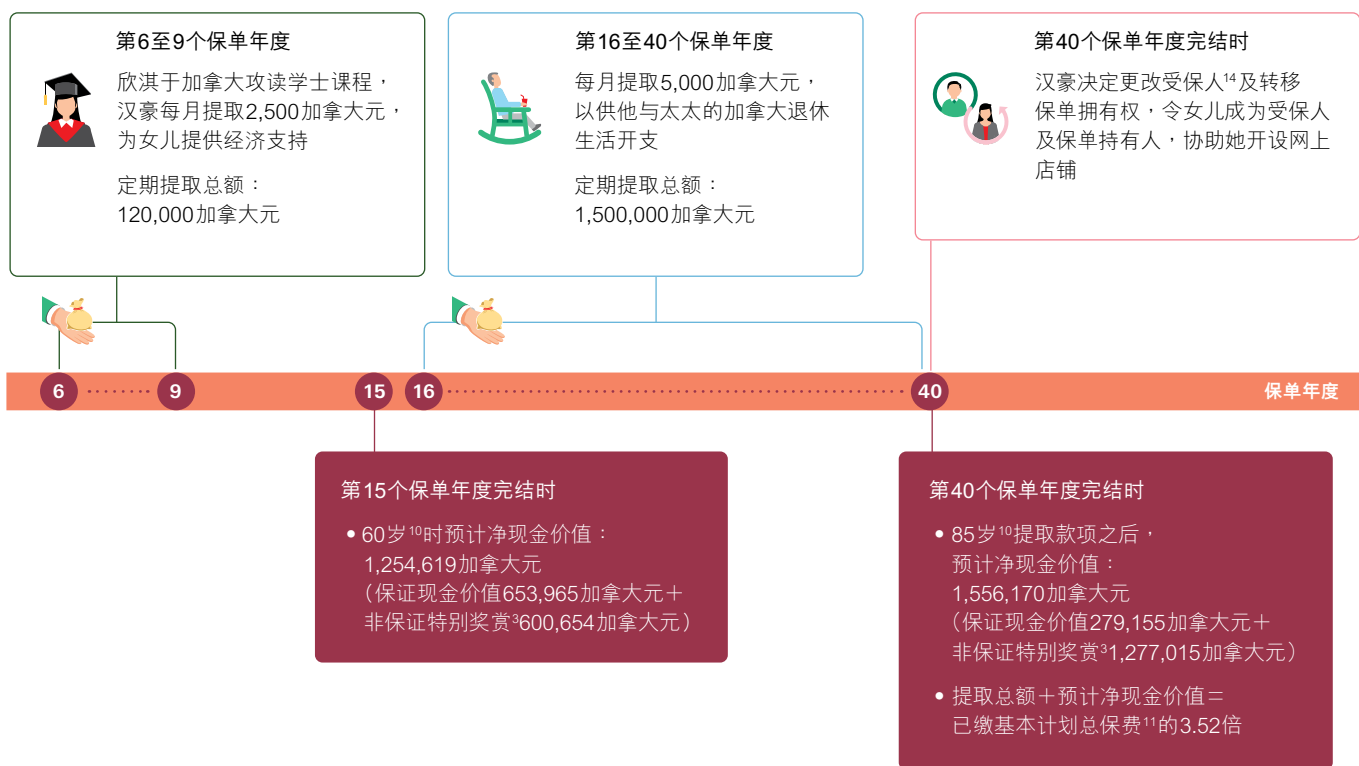 第6至9个保单年度
欣淇于加拿大攻读学士课程，
汉豪每月提取2,500加拿大元，
为女儿提供经济支持
定期提取总额：
120,000加拿大元
第16至40个保单年度
每月提取5,000加拿大元，
以供他与太太的加拿大退休
生活开支
定期提取总额：
1,500,000加拿大元
第40个保单年度完结时
汉豪决定更改受保人¹⁴及转移
保单拥有权，令女儿成为受保人
及保单持有人，协助她开设网上
店铺
6 9 15 16 40 保单年度
第15个保单年度完结时
• 60岁¹⁰时预计净现金价值：
1,254,619加拿大元
（保证现金价值653,965加拿大元＋
非保证特别奖赏³600,654加拿大元）
第40个保单年度完结时
• 85岁¹⁰提取款项之后，
预计净现金价值：
1,556,170加拿大元
（保证现金价值279,155加拿大元＋
非保证特别奖赏³1,277,015加拿大元）
• 提取总额＋预计净现金价值＝
已缴基本计划总保费¹¹的3.52倍